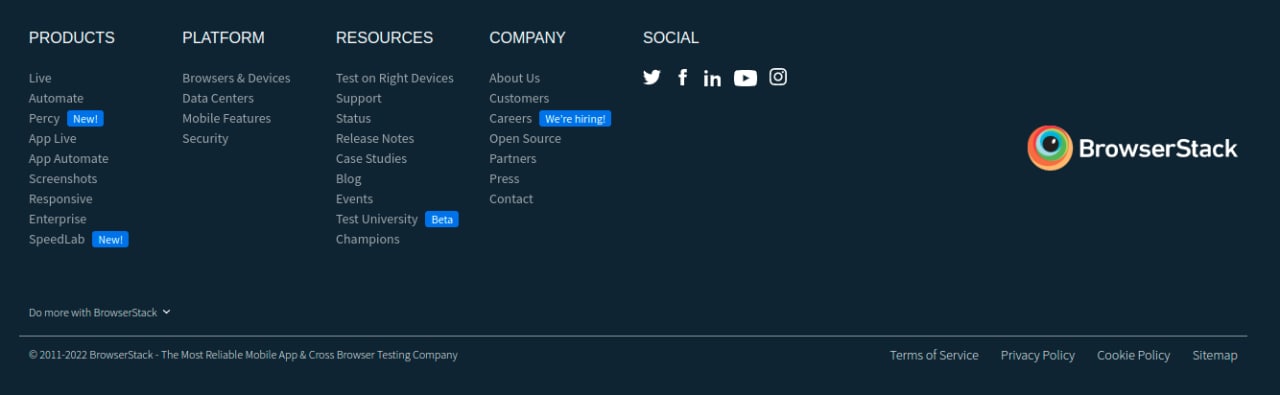 PRODUCTS
Live
Automate
Percy New!
App Live
App Automate
Screenshots
Responsive
Enterprise
SpeedLab New!
PLATFORM
Browsers & Devices
Data Centers
Mobile Features
Security
RESOURCES
Test on Right Devices
Support
Status
Release Notes
Case Studies
Blog
Events
Test University Beta
Champions
COMPANY
About Us
Customers
Careers We're hiring!
Open Source
Partners
Press
Contact
SOCIAL
BrowserStack
Do more with BrowserStack
© 2011-2022 BrowserStack - The Most Reliable Mobile App & Cross Browser Testing Company
Terms of Service Privacy Policy Cookie Policy Sitemap